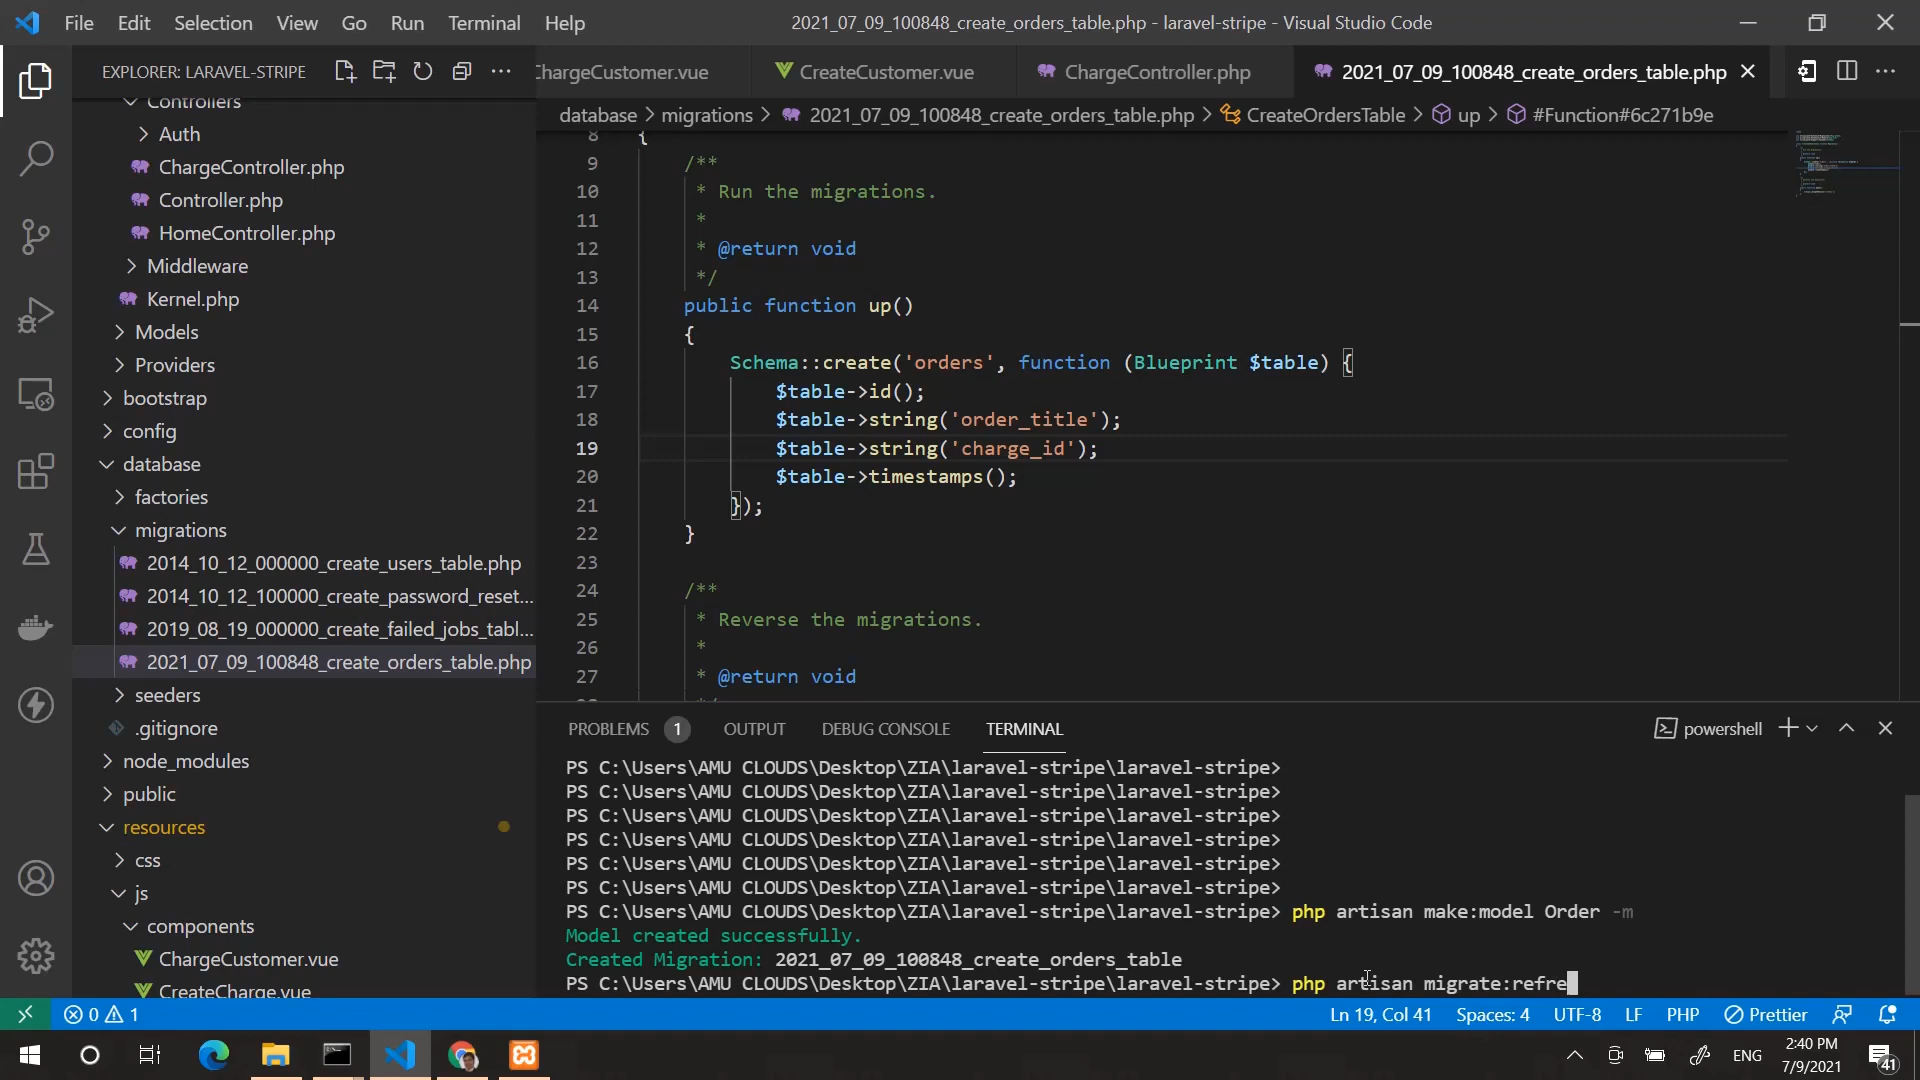 File Edit Selection View Go Run Terminal Help 2021_07_09_100848_create_orders_table.php - laravel-stripe - Visual Studio Code
EXPLORER: LARAVEL-STRIPE
ChargeCustomer.vue CreateCustomer.vue ChargeController.php 2021_07_09_100848_create_orders_table.php
database > migrations > 2021_07_09_100848_create_orders_table.php > CreateOrdersTable > up > #Function#6c271b9e
Controllers
Auth
ChargeController.php
Controller.php
HomeController.php
Middleware
Kernel.php
Models
Providers
bootstrap
config
database
factories
migrations
2014_10_12_000000_create_users_table.php
2014_10_12_100000_create_password_reset...
2019_08_19_000000_create_failed_jobs_tabl...
2021_07_09_100848_create_orders_table.php
seeders
.gitignore
node_modules
public
resources
css
js
components
ChargeCustomer.vue
CreateCharge.vue
8 {
9 /**
10 * Run the migrations.
11 *
12 * @return void
13 */
14 public function up()
15 {
16 Schema::create('orders', function (Blueprint $table) {
17 $table->id();
18 $table->string('order_title');
19 $table->string('charge_id');
20 $table->timestamps();
21 });
22 }
23
24 /**
25 * Reverse the migrations.
26 *
27 * @return void
PROBLEMS 1 OUTPUT DEBUG CONSOLE TERMINAL powershell
PS C:\Users\AMU CLOUDS\Desktop\ZIA\laravel-stripe\laravel-stripe>
PS C:\Users\AMU CLOUDS\Desktop\ZIA\laravel-stripe\laravel-stripe>
PS C:\Users\AMU CLOUDS\Desktop\ZIA\laravel-stripe\laravel-stripe>
PS C:\Users\AMU CLOUDS\Desktop\ZIA\laravel-stripe\laravel-stripe>
PS C:\Users\AMU CLOUDS\Desktop\ZIA\laravel-stripe\laravel-stripe>
PS C:\Users\AMU CLOUDS\Desktop\ZIA\laravel-stripe\laravel-stripe>
PS C:\Users\AMU CLOUDS\Desktop\ZIA\laravel-stripe\laravel-stripe> php artisan make:model Order -m
Model created successfully.
Created Migration: 2021_07_09_100848_create_orders_table
PS C:\Users\AMU CLOUDS\Desktop\ZIA\laravel-stripe\laravel-stripe> php artisan migrate:refre
0 1 Ln 19, Col 41 Spaces: 4 UTF-8 LF PHP Prettier
ENG 2:40 PM
7/9/2021 41